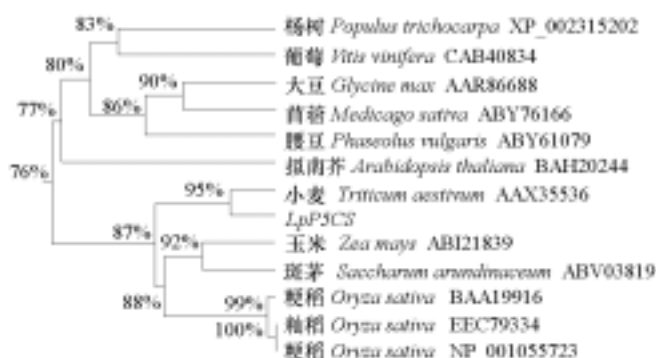 83%
杨树 Populus trichocarpa XP_002315202
葡萄 Vitis vinifera CAB40834
80%
90%
大豆 Glycine max AAR86688
86%
苜蓿 Medicago sativa ABY76166
77%
腰豆 Phaseolus vulgaris ABY61079
拟南芥 Arabidopsis thaliana BAH20244
76%
95%
小麦 Triticum aestivum AAX35536
LpP5CS
87%
92%
玉米 Zea mays ABI21839
斑茅 Saccharum arundinaceum ABV03819
88%
99%
粳稻 Oryza sativa BAA19916
100%
籼稻 Oryza sativa EEC79334
粳稻 Oryza sativa NP_001055723